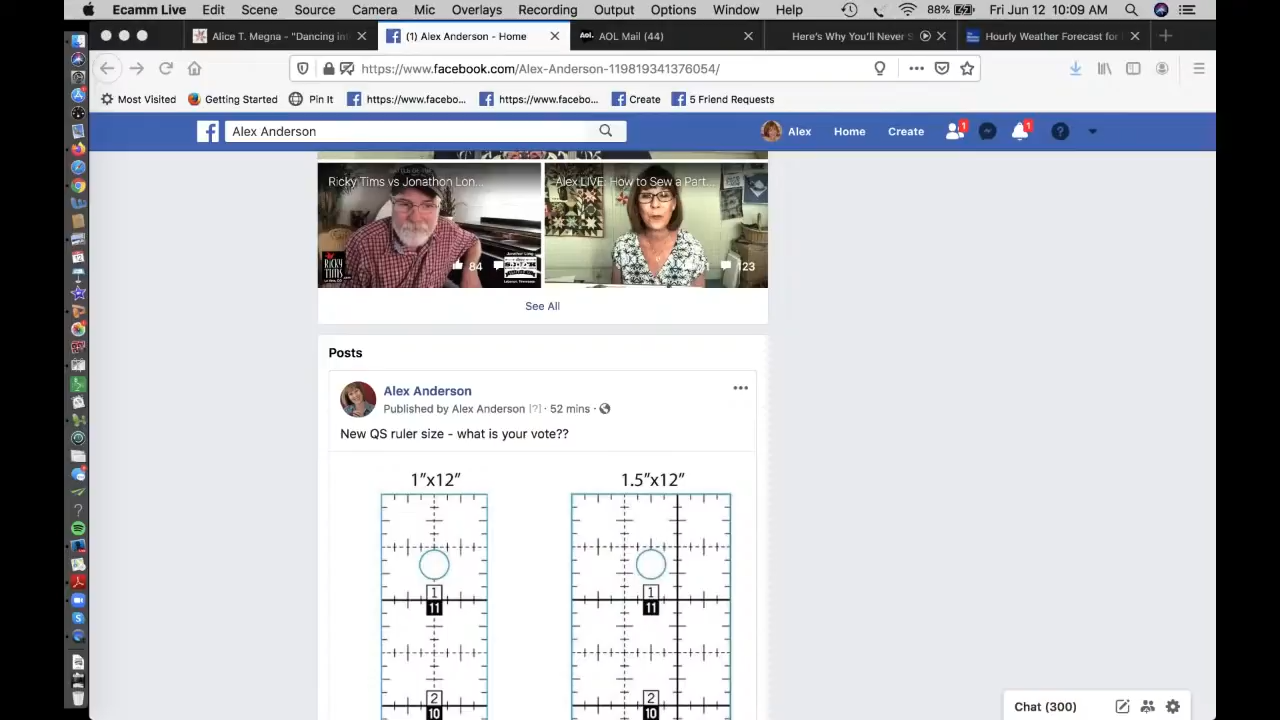 Ecamm Live Edit Scene Source Camera Mic Overlays Recording Output Options Window Help 88% Fri Jun 12 10:09 AM
Alice T. Megna - "Dancing in
(1) Alex Anderson - Home
AOL Mail (44)
Here's Why You'll Never S
Hourly Weather Forecast for
https://www.facebook.com/Alex-Anderson-119819341376054/
Most Visited Getting Started Pin It https://www.facebo... https://www.facebo... Create 5 Friend Requests
Alex Anderson
Alex Home Create 1 1
Ricky Tims vs Jonathon Lon...
84
RICKY
TIMS
Alex LIVE: How to Sew a Part...
123
See All
Posts
Alex Anderson
Published by Alex Anderson [?] · 52 mins ·
New QS ruler size - what is your vote??
1”x12” 1.5”x12”
1 1
11 11
2 2
10 10
Chat (300)